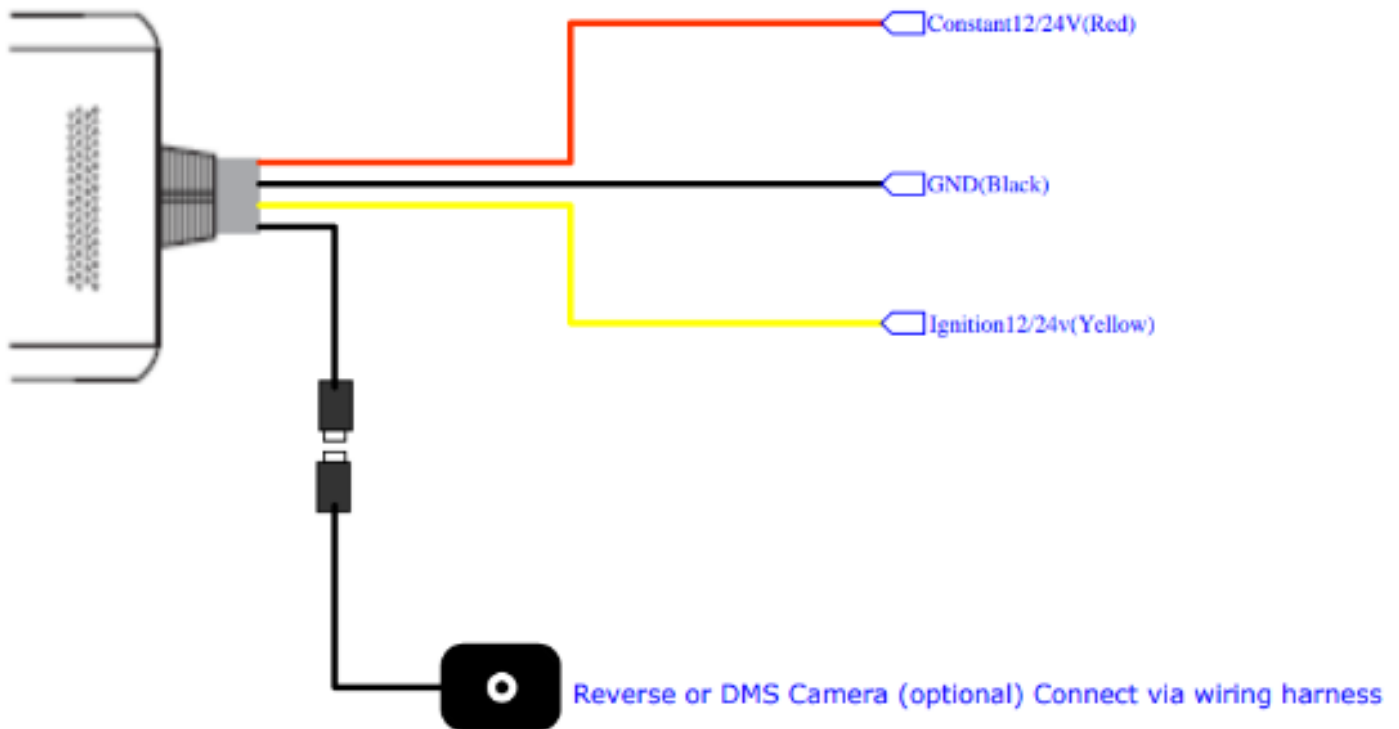 Constant12/24V(Red)
GND(Black)
Ignition12/24v(Yellow)
Reverse or DMS Camera (optional) Connect via wiring harness